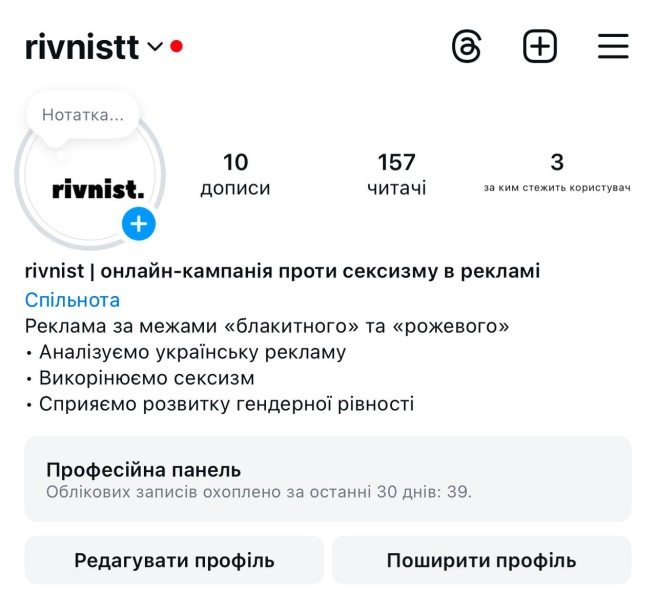 rivnistt
Нотатка...
rivnist.
10
дописи
157
читачі
3
за ким стежить користувач
rivnist | онлайн-кампанія проти сексизму в рекламі
Спільнота
Реклама за межами «блакитного» та «рожевого»
• Аналізуємо українську рекламу
• Викорінюємо сексизм
• Сприяємо розвитку гендерної рівності
Професійна панель
Облікових записів охоплено за останні 30 днів: 39.
Редагувати профіль
Поширити профіль